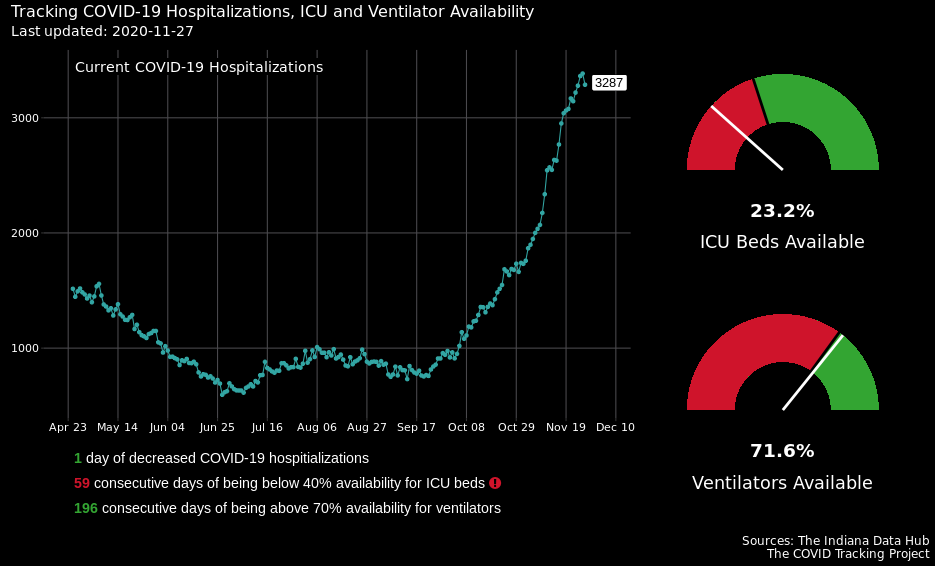 Tracking COVID-19 Hospitalizations, ICU and Ventilator Availability
Last updated: 2020-11-27
Current COVID-19 Hospitalizations
3287
3000
2000
1000
Apr 23 May 14 Jun 04 Jun 25 Jul 16 Aug 06 Aug 27 Sep 17 Oct 08 Oct 29 Nov 19 Dec 10
23.2%
ICU Beds Available
71.6%
Ventilators Available
1 day of decreased COVID-19 hospitializations
59 consecutive days of being below 40% availability for ICU beds
196 consecutive days of being above 70% availability for ventilators
Sources: The Indiana Data Hub
The COVID Tracking Project